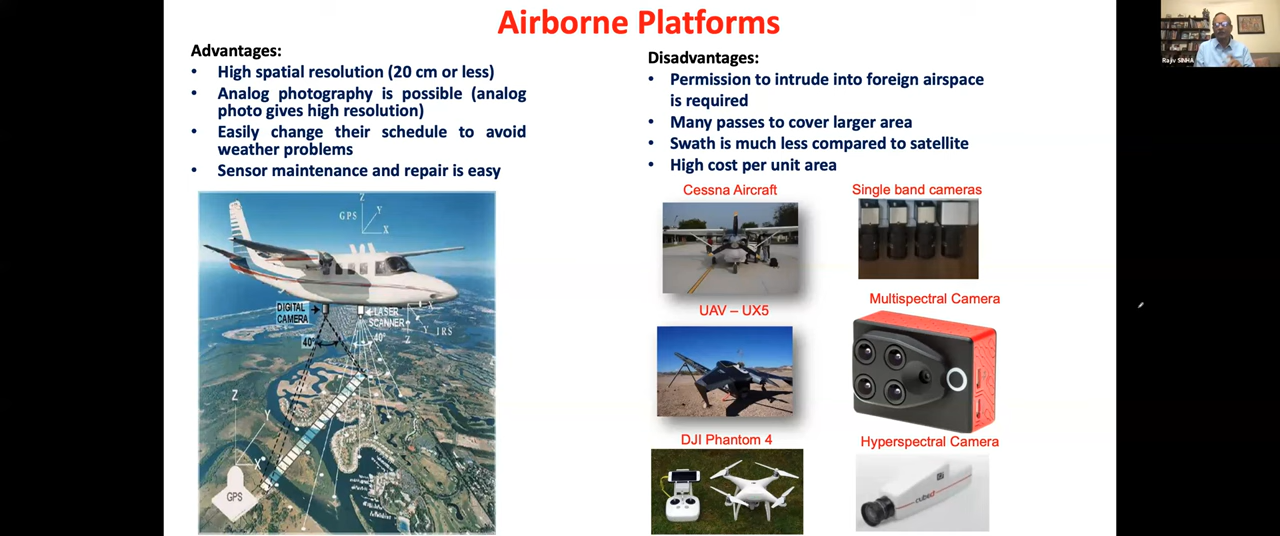 Airborne Platforms
Advantages:
• High spatial resolution (20 cm or less)
• Analog photography is possible (analog
photo gives high resolution)
• Easily change their schedule to avoid
weather problems
• Sensor maintenance and repair is easy
Z
Y
GPS
X
DIGITAL
CAMERA
LASER
SCANNER
X
Y_IRS
Z
40°
40°
Z
Y
X
GPS
Disadvantages:
• Permission to intrude into foreign airspace
is required
• Many passes to cover larger area
• Swath is much less compared to satellite
• High cost per unit area
Cessna Aircraft
Single band cameras
UAV – UX5
Multispectral Camera
DJI Phantom 4
Hyperspectral Camera
cubert
Rajiv SINHA